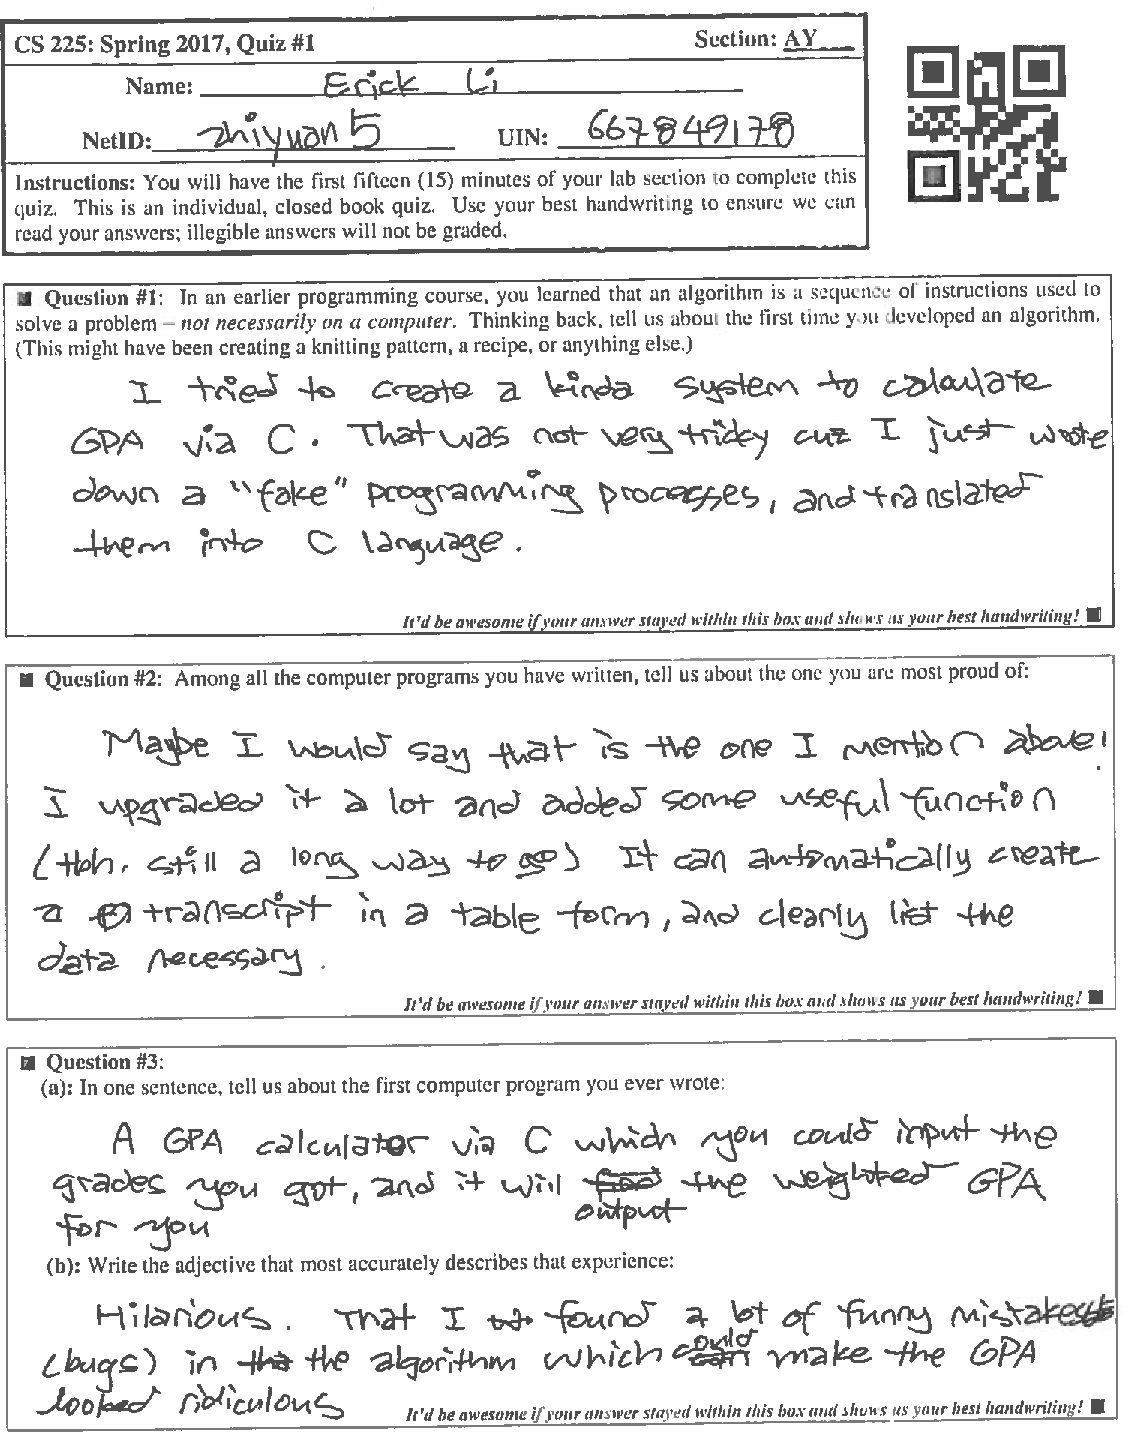 CS 225: Spring 2017, Quiz #1 Section: AY
Name: Erick Li
NetID: zhiyuan5 UIN: 667849178
Instructions: You will have the first fifteen (15) minutes of your lab section to complete this
quiz. This is an individual, closed book quiz. Use your best handwriting to ensure we can
read your answers; illegible answers will not be graded.
Question #1: In an earlier programming course, you learned that an algorithm is a sequence of instructions used to
solve a problem – not necessarily on a computer. Thinking back, tell us about the first time you developed an algorithm.
(This might have been creating a knitting pattern, a recipe, or anything else.)
I tried to create a kinda system to calculate
GPA via C. That was not very tricky cuz I just wrote
down a "fake" programming processes, and translated
them into C language.
It'd be awesome if your answer stayed within this box and shows us your best handwriting!
Question #2: Among all the computer programs you have written, tell us about the one you are most proud of:
Maybe I would say that is the one I mention above!
I upgraded it a lot and added some useful function
(tbh, still a long way to go) It can automatically create
a transcript in a table form, and clearly list the
data necessary.
It'd be awesome if your answer stayed within this box and shows us your best handwriting!
Question #3:
(a): In one sentence, tell us about the first computer program you ever wrote:
A GPA calculator via C which you could input the
grades you got, and it will output the weighted GPA
for you
(b): Write the adjective that most accurately describes that experience:
Hilarious. That I found a lot of funny mistakes
(bugs) in the algorithm which could make the GPA
looked ridiculous
It'd be awesome if your answer stayed within this box and shows us your best handwriting!